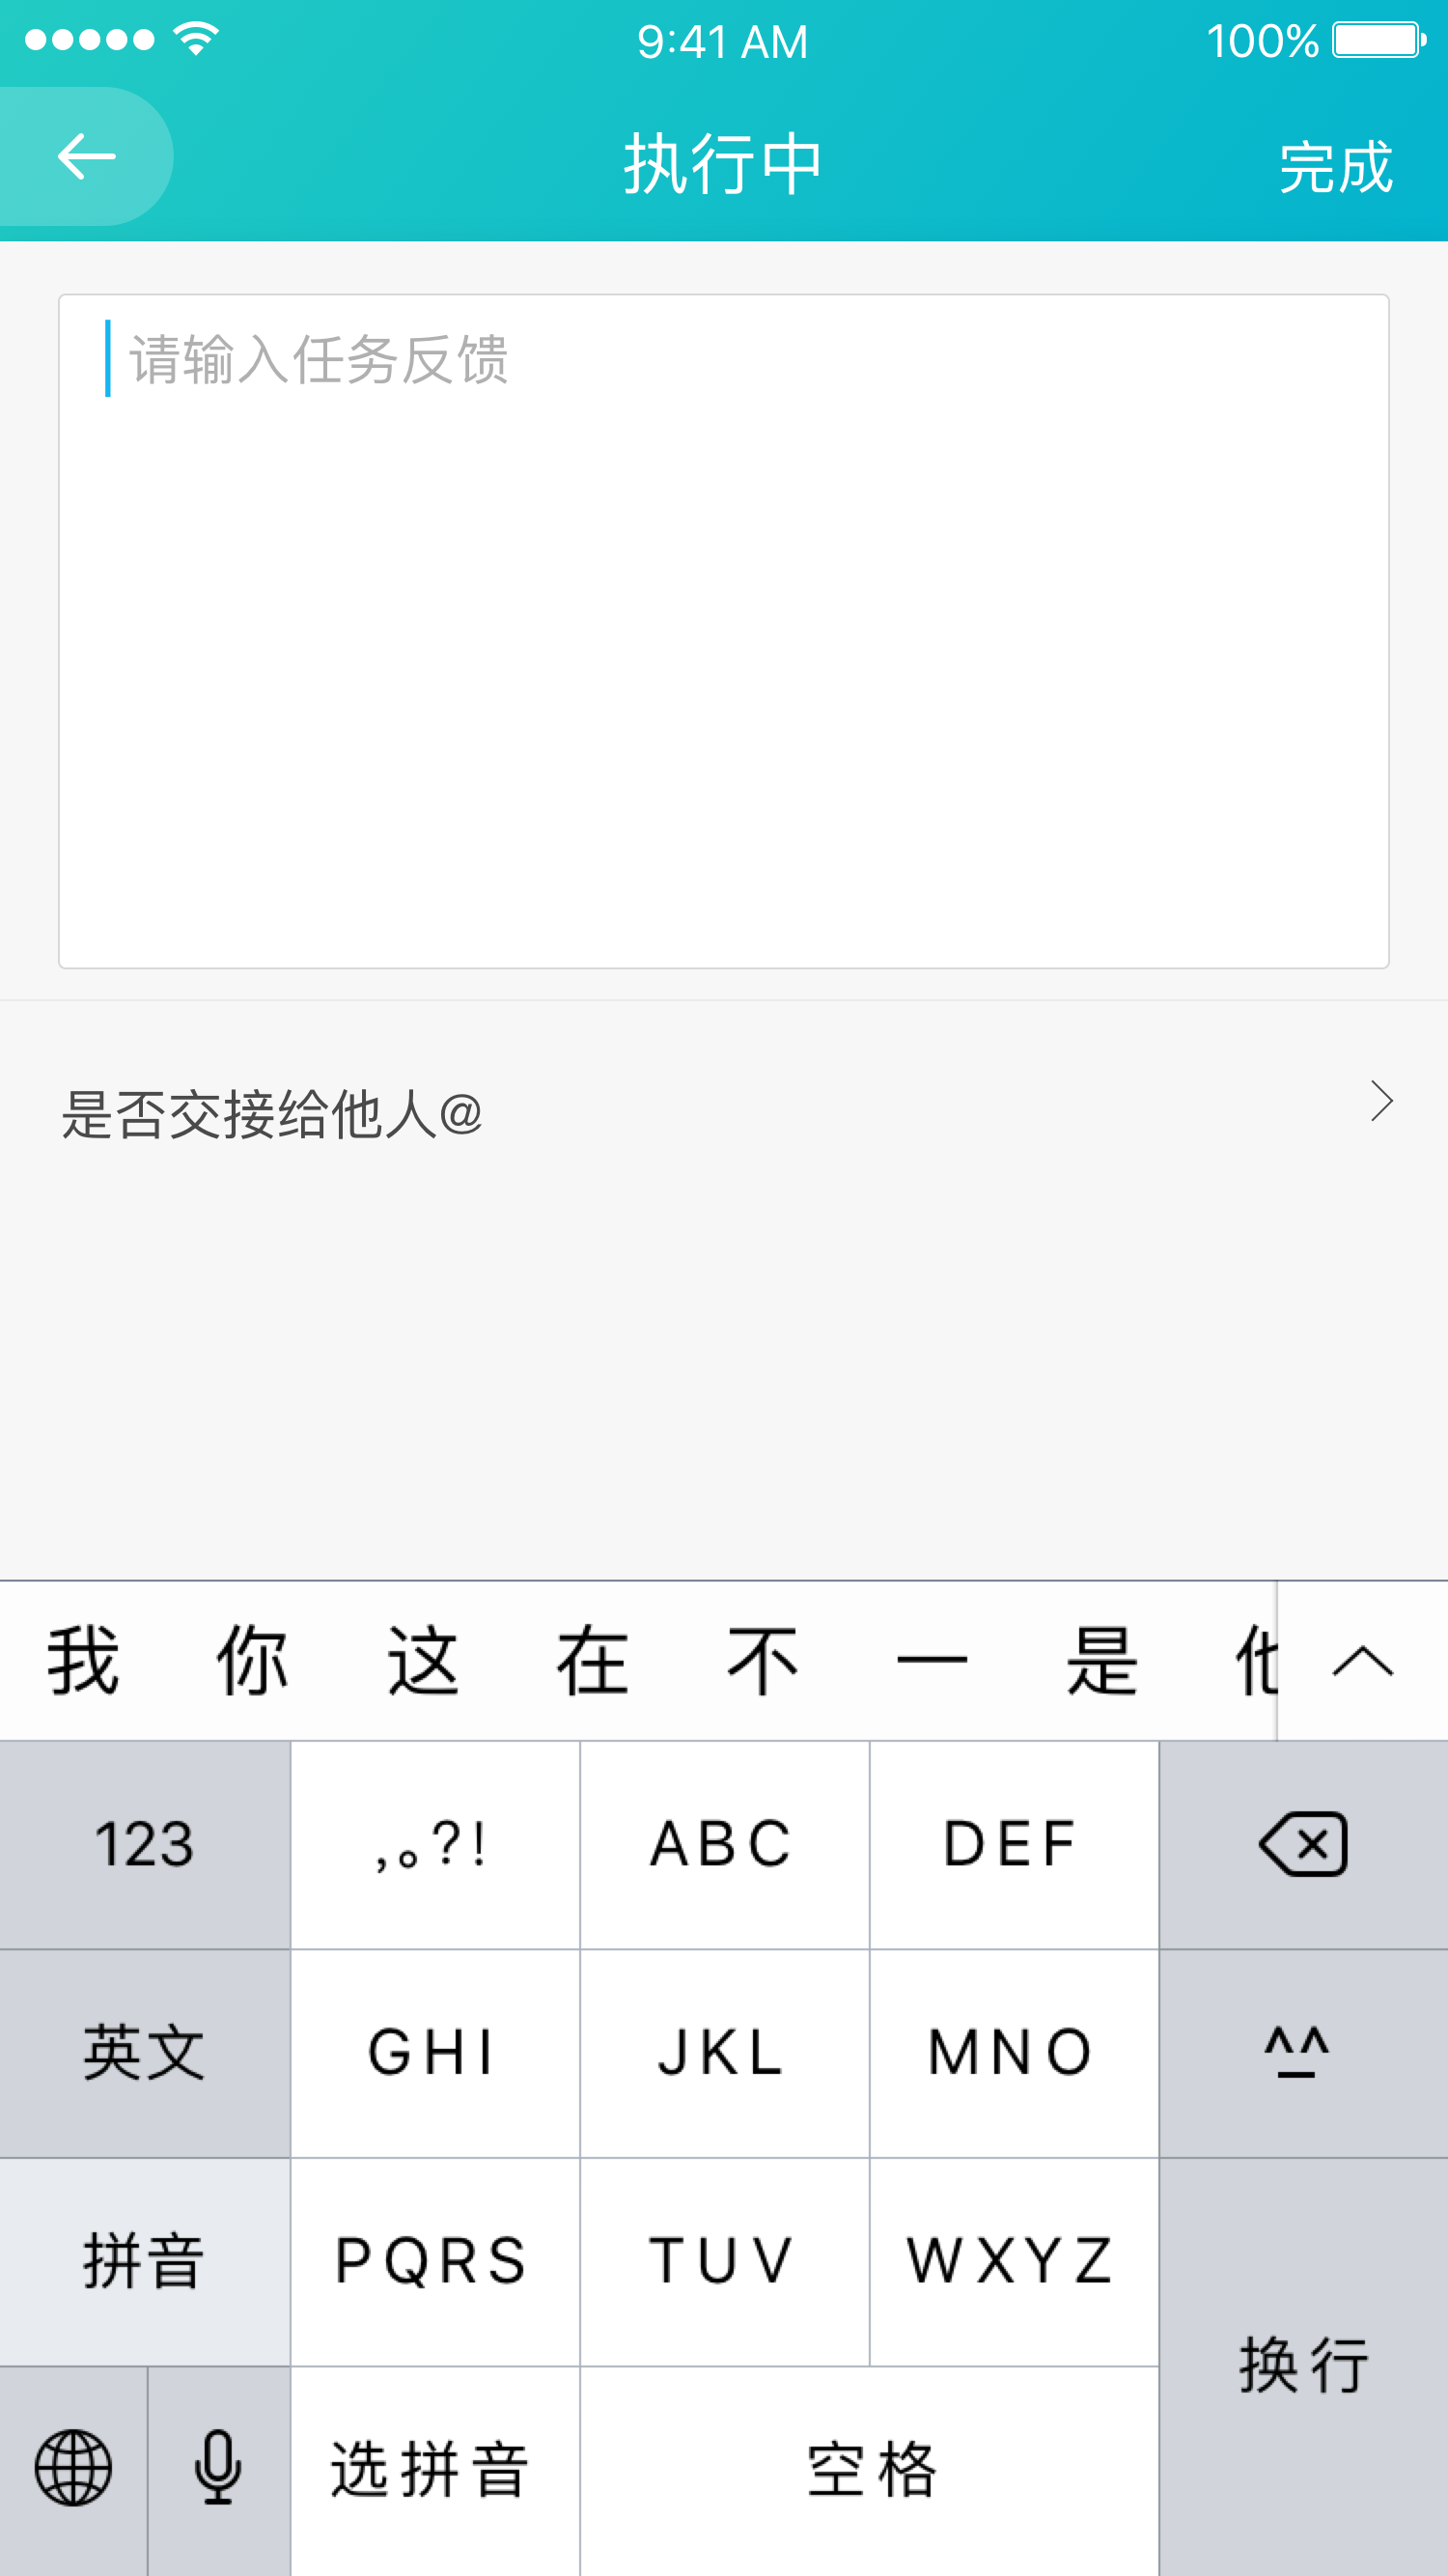 9:41 AM 100%
执行中 完成
请输入任务反馈
是否交接给他人@
我 你 这 在 不 一 是 他
123 ,。?! ABC DEF
英文 GHI JKL MNO ^_^
拼音 PQRS TUV WXYZ
换行
选拼音 空格